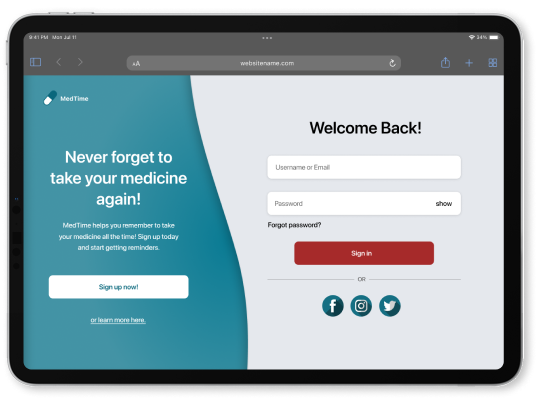 9:41 PM Mon Jul 11
34%
AA
websitename.com
MedTime
Never forget to
take your medicine
again!
MedTime helps you remember to take
your medicine all the time! Sign up today
and start getting reminders.
Sign up now!
or learn more here.
Welcome Back!
Username or Email
Password show
Forgot password?
Sign in
OR